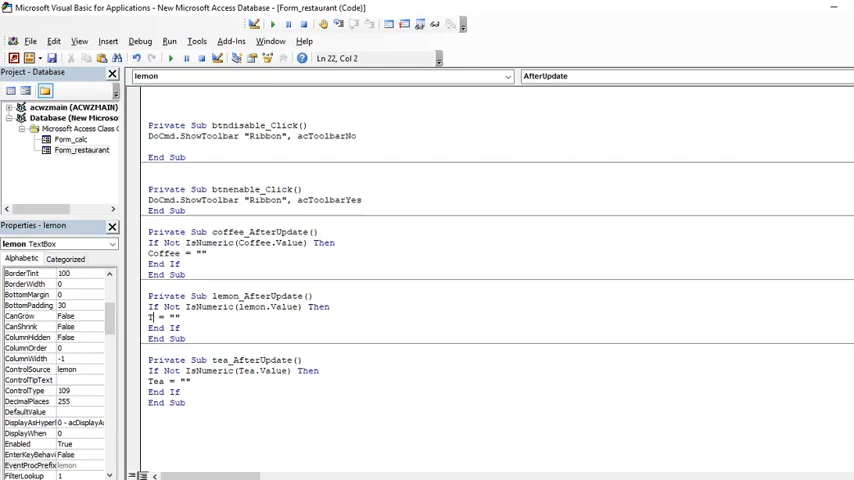 Microsoft Visual Basic for Applications - New Microsoft Access Database - [Form_restaurant (Code)]
File Edit View Insert Debug Run Tools Add-Ins Window Help
Ln 22, Col 2
Project - Database
lemon
AfterUpdate
acwzmain (ACWZMAIN)
Database (New Micros
Microsoft Access Class O
Form_calc
Form_restaurant
Properties - lemon
lemon TextBox
Alphabetic Categorized
BorderTint 100
BorderWidth 0
BottomMargin 0
BottomPadding 30
CanGrow False
CanShrink False
ColumnHidden False
ColumnOrder 0
ColumnWidth -1
ControlSource lemon
ControlTipText
ControlType 109
DecimalPlaces 255
DefaultValue
DisplayAsHyperl 0 - acDisplayAs
DisplayWhen 0
Enabled True
EnterKeyBehavi False
EventProcPrefix lemon
FilterLookup 1
Private Sub btndisable_Click()
DoCmd.ShowToolbar "Ribbon", acToolbarNo
End Sub
Private Sub btnenable_Click()
DoCmd.ShowToolbar "Ribbon", acToolbarYes
End Sub
Private Sub coffee_AfterUpdate()
If Not IsNumeric(Coffee.Value) Then
Coffee = ""
End If
End Sub
Private Sub lemon_AfterUpdate()
If Not IsNumeric(lemon.Value) Then
T = ""
End If
End Sub
Private Sub tea_AfterUpdate()
If Not IsNumeric(Tea.Value) Then
Tea = ""
End If
End Sub